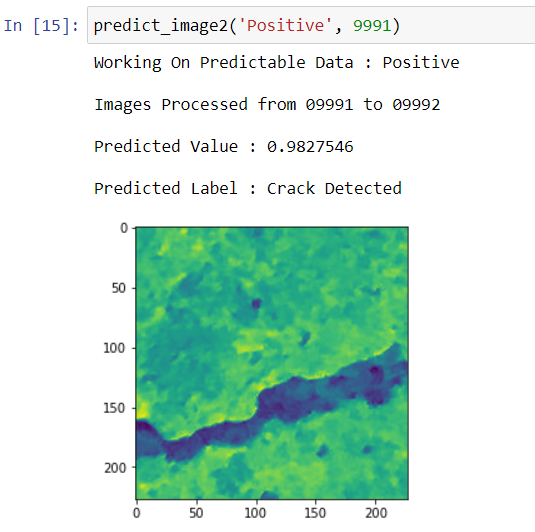 In [15]: predict_image2('Positive', 9991)
Working On Predictable Data : Positive
Images Processed from 09991 to 09992
Predicted Value : 0.9827546
Predicted Label : Crack Detected
0
50
100
150
200
0 50 100 150 200